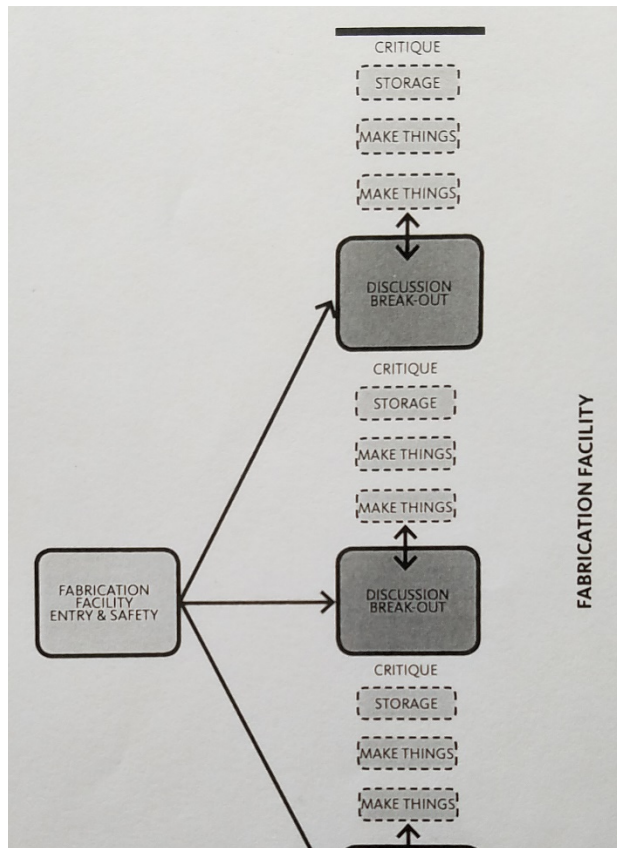 CRITIQUE
STORAGE
MAKE THINGS
MAKE THINGS
DISCUSSION
BREAK-OUT
CRITIQUE
STORAGE
MAKE THINGS
MAKE THINGS
FABRICATION
FACILITY
ENTRY & SAFETY
DISCUSSION
BREAK-OUT
CRITIQUE
STORAGE
MAKE THINGS
MAKE THINGS
FABRICATION FACILITY